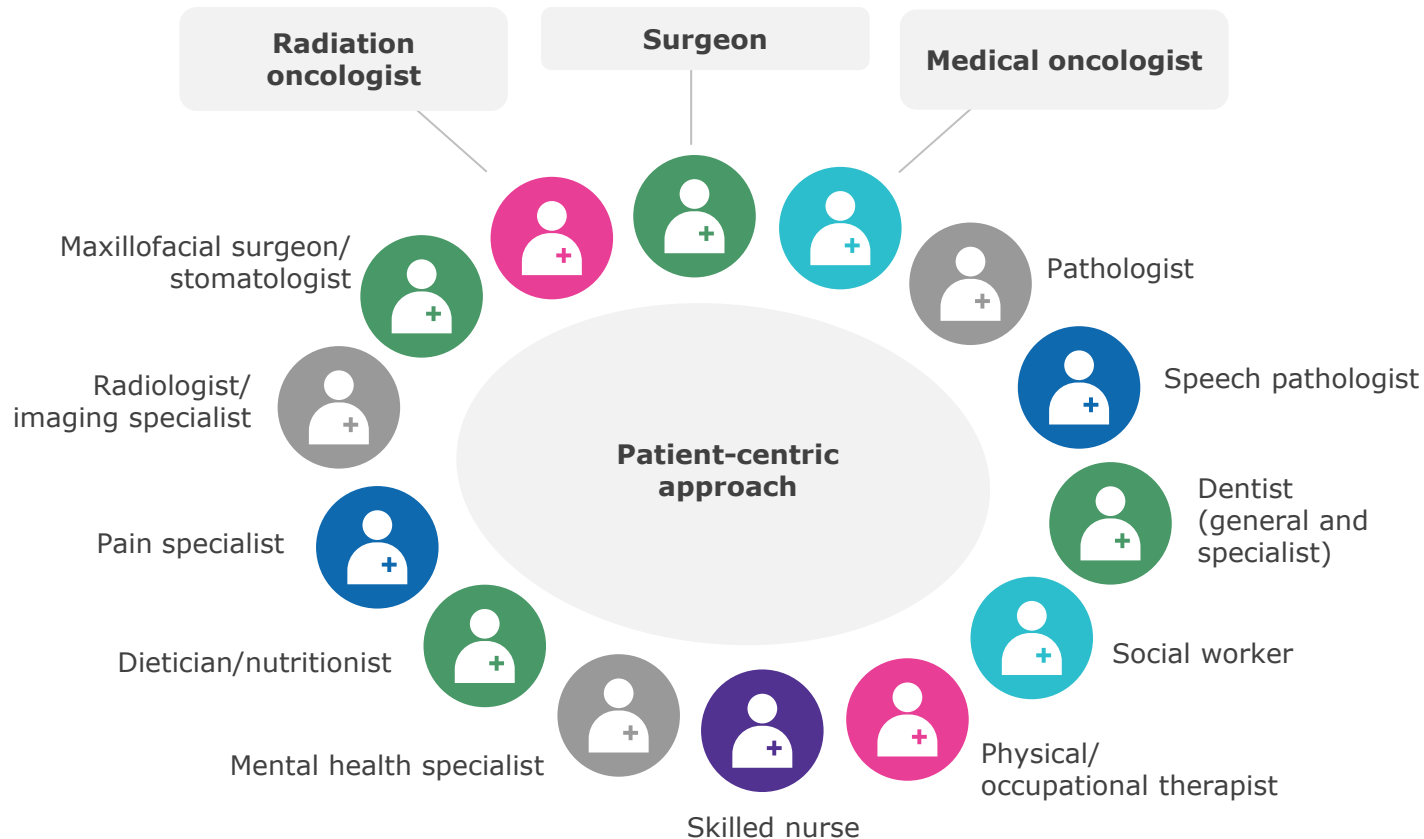 Radiation
oncologist
Surgeon
Medical oncologist
Maxillofacial surgeon/
stomatologist
Pathologist
Radiologist/
imaging specialist
Speech pathologist
Patient-centric
approach
Dentist
(general and
specialist)
Pain specialist
Dietician/nutritionist
Social worker
Mental health specialist
Physical/
occupational therapist
Skilled nurse